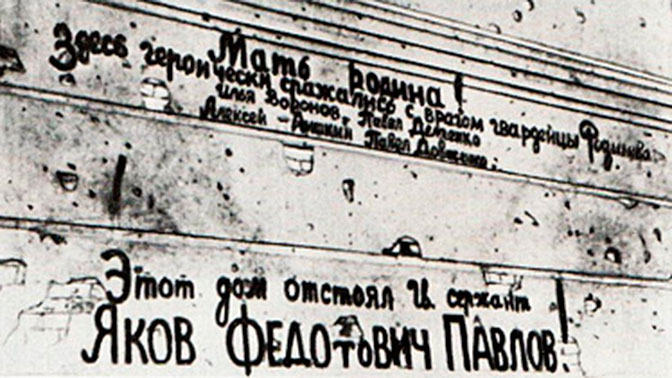 Мать Родина!
Здесь героически сражались с врагом гвардейцы Родимцева:
Илья Воронов, Павел Демченко
Алексей Аникин Павел Довженко.
Этот дом отстоял гв. сержант
Яков Федотович Павлов!